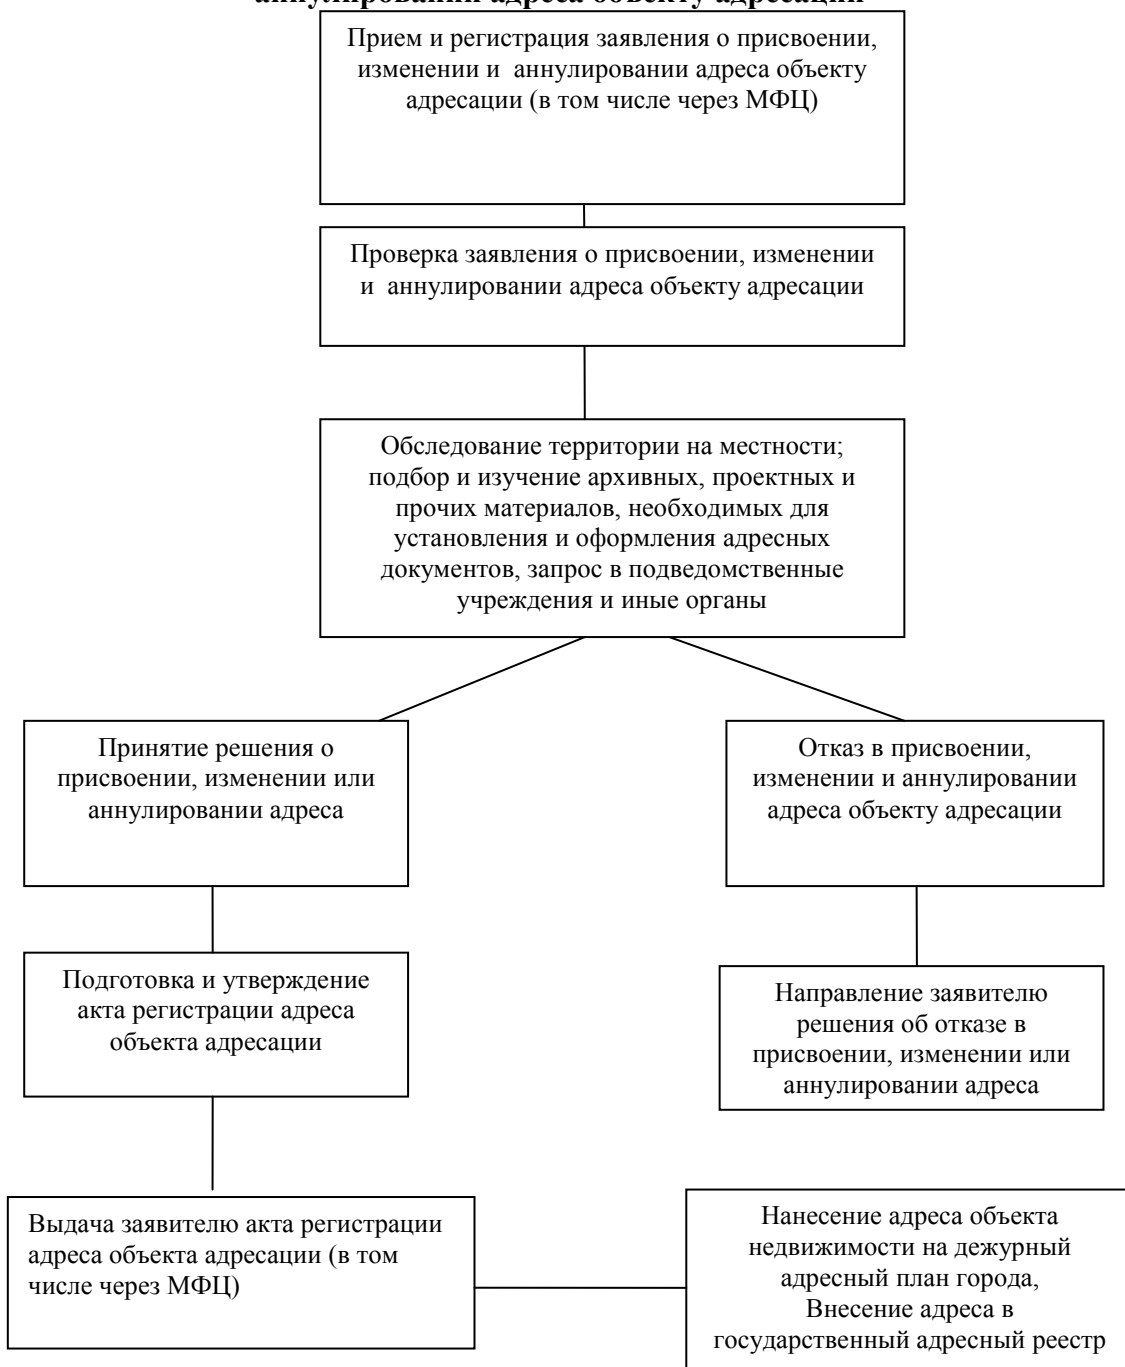 аннулировании адреса объекту адресации
Прием и регистрация заявления о присвоении,
изменении и аннулировании адреса объекту
адресации (в том числе через МФЦ)
Проверка заявления о присвоении, изменении
и аннулировании адреса объекту адресации
Обследование территории на местности;
подбор и изучение архивных, проектных и
прочих материалов, необходимых для
установления и оформления адресных
документов, запрос в подведомственные
учреждения и иные органы
Принятие решения о
присвоении, изменении или
аннулировании адреса
Отказ в присвоении,
изменении и аннулировании
адреса объекту адресации
Подготовка и утверждение
акта регистрации адреса
объекта адресации
Направление заявителю
решения об отказе в
присвоении, изменении или
аннулировании адреса
Выдача заявителю акта регистрации
адреса объекта адресации (в том
числе через МФЦ)
Нанесение адреса объекта
недвижимости на дежурный
адресный план города,
Внесение адреса в
государственный адресный реестр